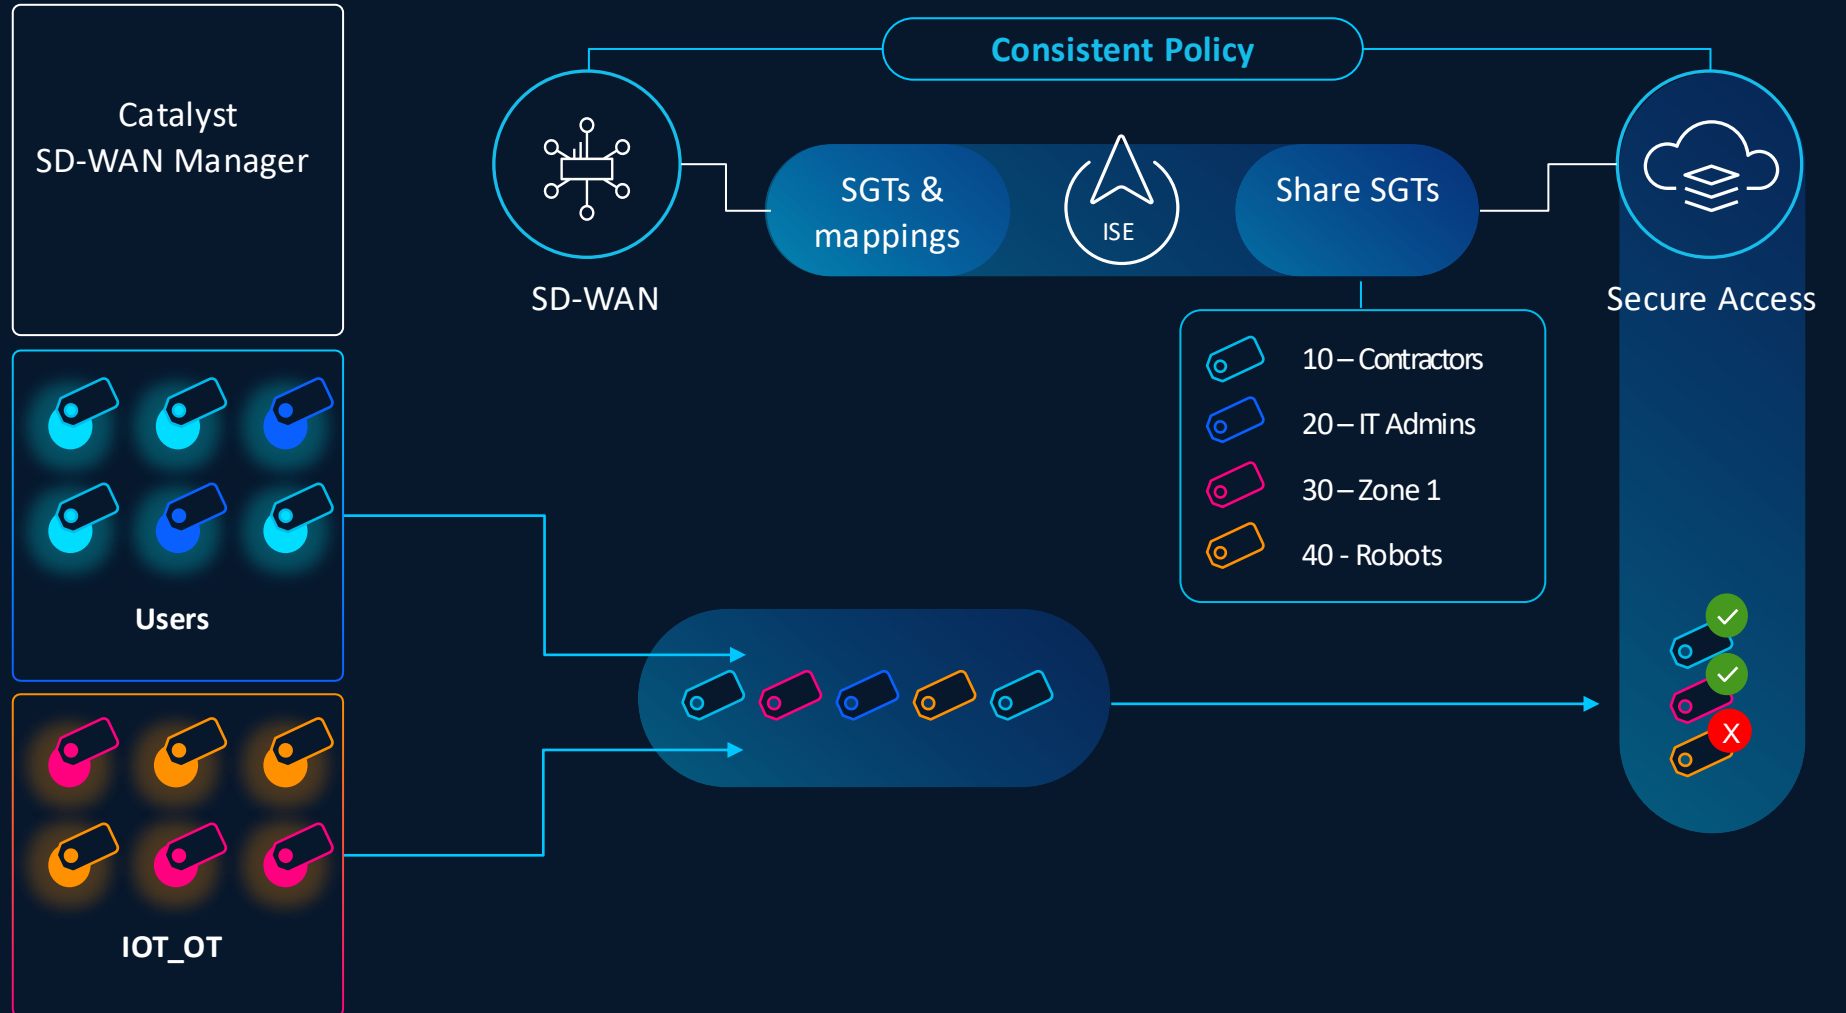 Catalyst
SD-WAN Manager
Consistent Policy
SGTs &
mappings
ISE
Share SGTs
SD-WAN
Secure Access
10 – Contractors
20 – IT Admins
30 – Zone 1
40 - Robots
Users
X
IOT_OT